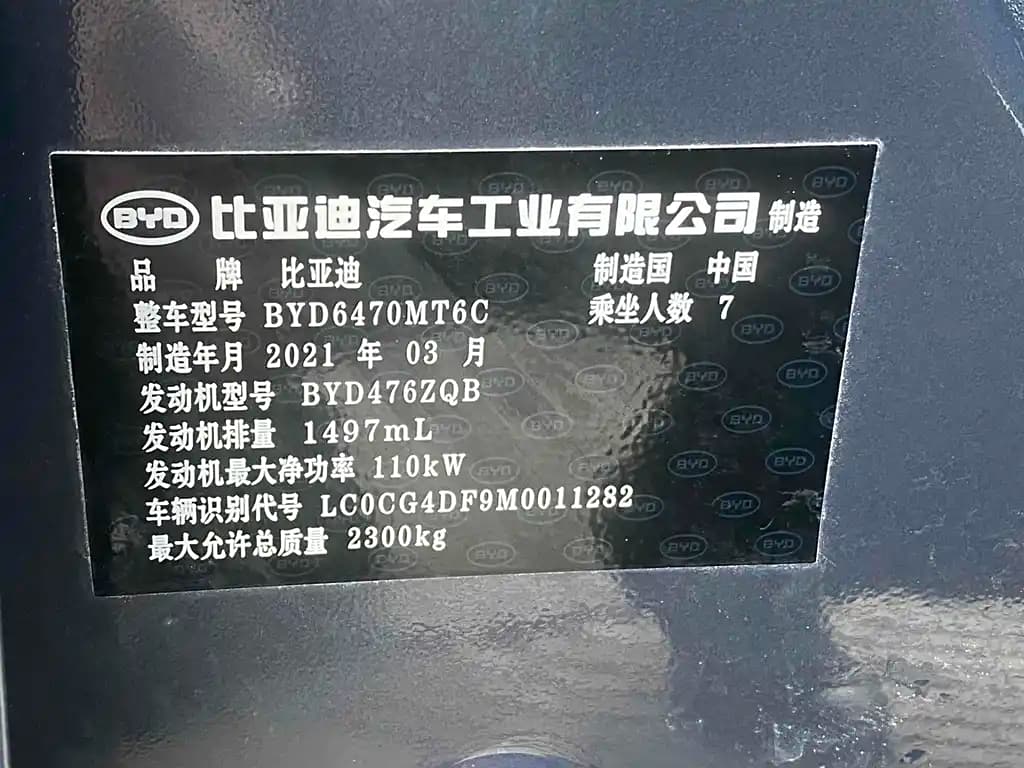 BYD 比亚迪汽车工业有限公司 制造
品 牌 比亚迪 制造国 中国
整车型号 BYD6470MT6C 乘坐人数 7
制造年月 2021 年 03 月
发动机型号 BYD476ZQB
发动机排量 1497mL
发动机最大净功率 110kW
车辆识别代号 LC0CG4DF9M0011282
最大允许总质量 2300kg